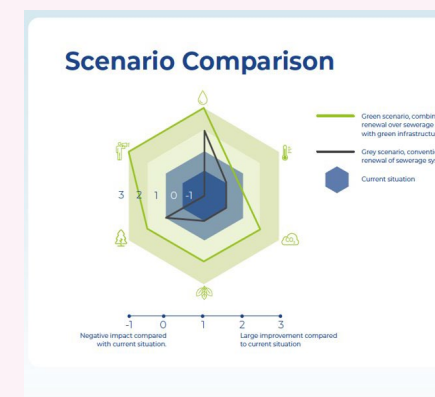 Scenario Comparison
Green scenario, combin
renewal over sewerage
with green infrastructu
Grey scenario, conventi
renewal of sewerage sy
Current situation
3 2 1 0 -1
-1 0 1 2 3
Negative impact compared
with current situation.
Large improvement compared
to current situation